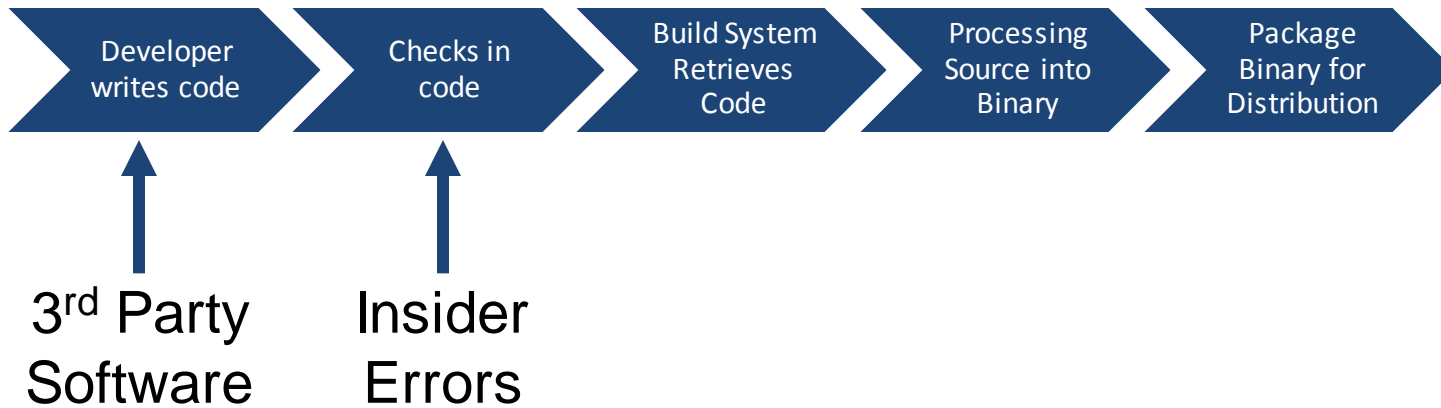 Developer
writes code
Checks in
code
Build System
Retrieves
Code
Processing
Source into
Binary
Package
Binary for
Distribution
3rd Party
Software
Insider
Errors